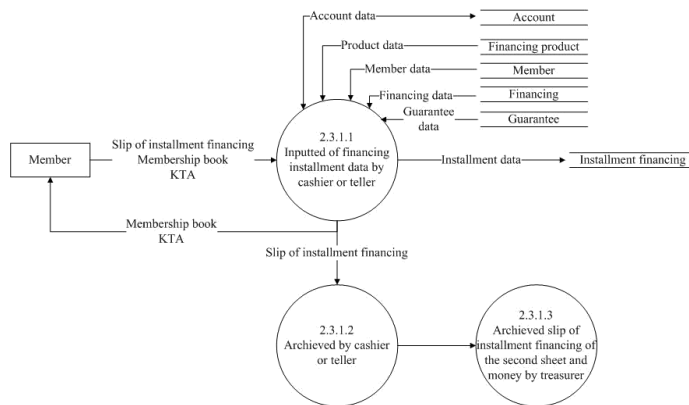 Account data
Account
Product data
Financing product
Member data
Member
Financing data
Financing
Guarantee
data
Guarantee
2.3.1.1
Inputted of financing
installment data by
cashier or teller
Member
Slip of installment financing
Membership book
KTA
Installment data
Installment financing
Membership book
KTA
Slip of installment financing
2.3.1.2
Archieved by cashier
or teller
2.3.1.3
Archieved slip of
installment financing of
the second sheet and
money by treasurer